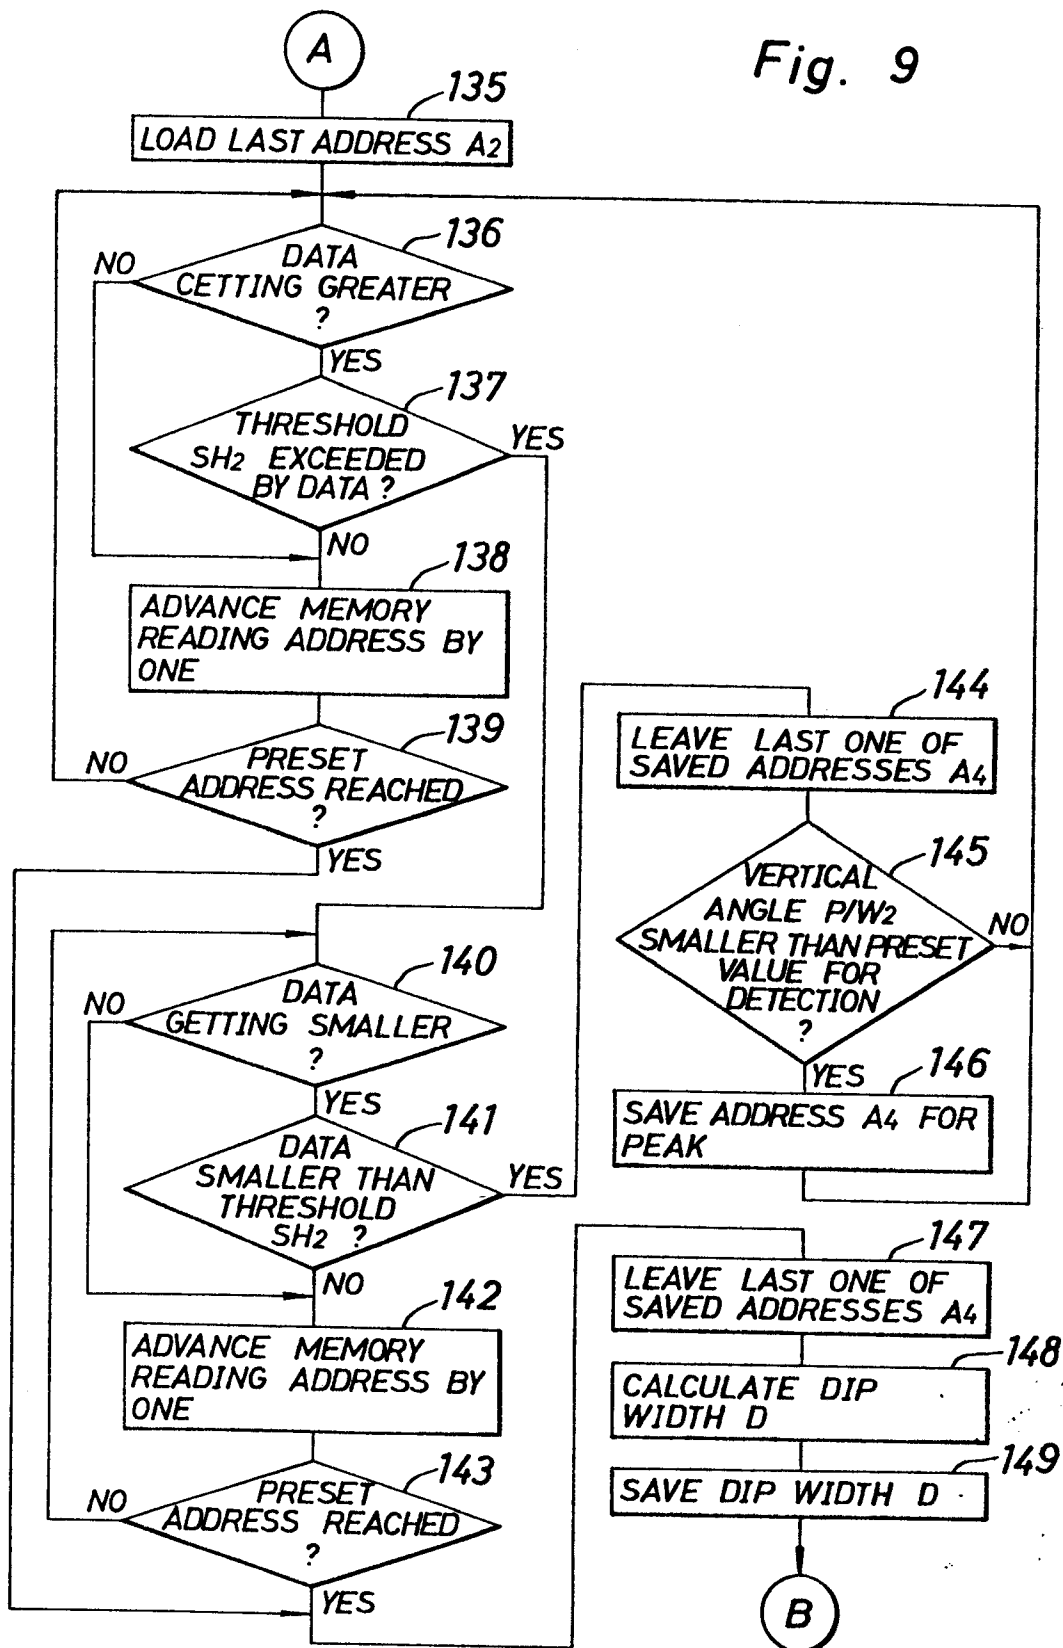 Fig. 9
A
135
LOAD LAST ADDRESS A2
136
DATA
CETTING GREATER
?
NO
YES
137
THRESHOLD
SH2 EXCEEDED
BY DATA ?
YES
NO
138
ADVANCE MEMORY
READING ADDRESS BY
ONE
139
PRESET
ADDRESS REACHED
?
NO
YES
140
DATA
GETTING SMALLER
?
NO
YES
141
DATA
SMALLER THAN
THRESHOLD
SH2 ?
YES
NO
142
ADVANCE MEMORY
READING ADDRESS BY
ONE
143
PRESET
ADDRESS REACHED
?
NO
YES
144
LEAVE LAST ONE OF
SAVED ADDRESSES A4
145
VERTICAL
ANGLE P/W2
SMALLER THAN PRESET
VALUE FOR
DETECTION
?
NO
YES
146
SAVE ADDRESS A4 FOR
PEAK
147
LEAVE LAST ONE OF
SAVED ADDRESSES A4
148
CALCULATE DIP
WIDTH D
149
SAVE DIP WIDTH D
B